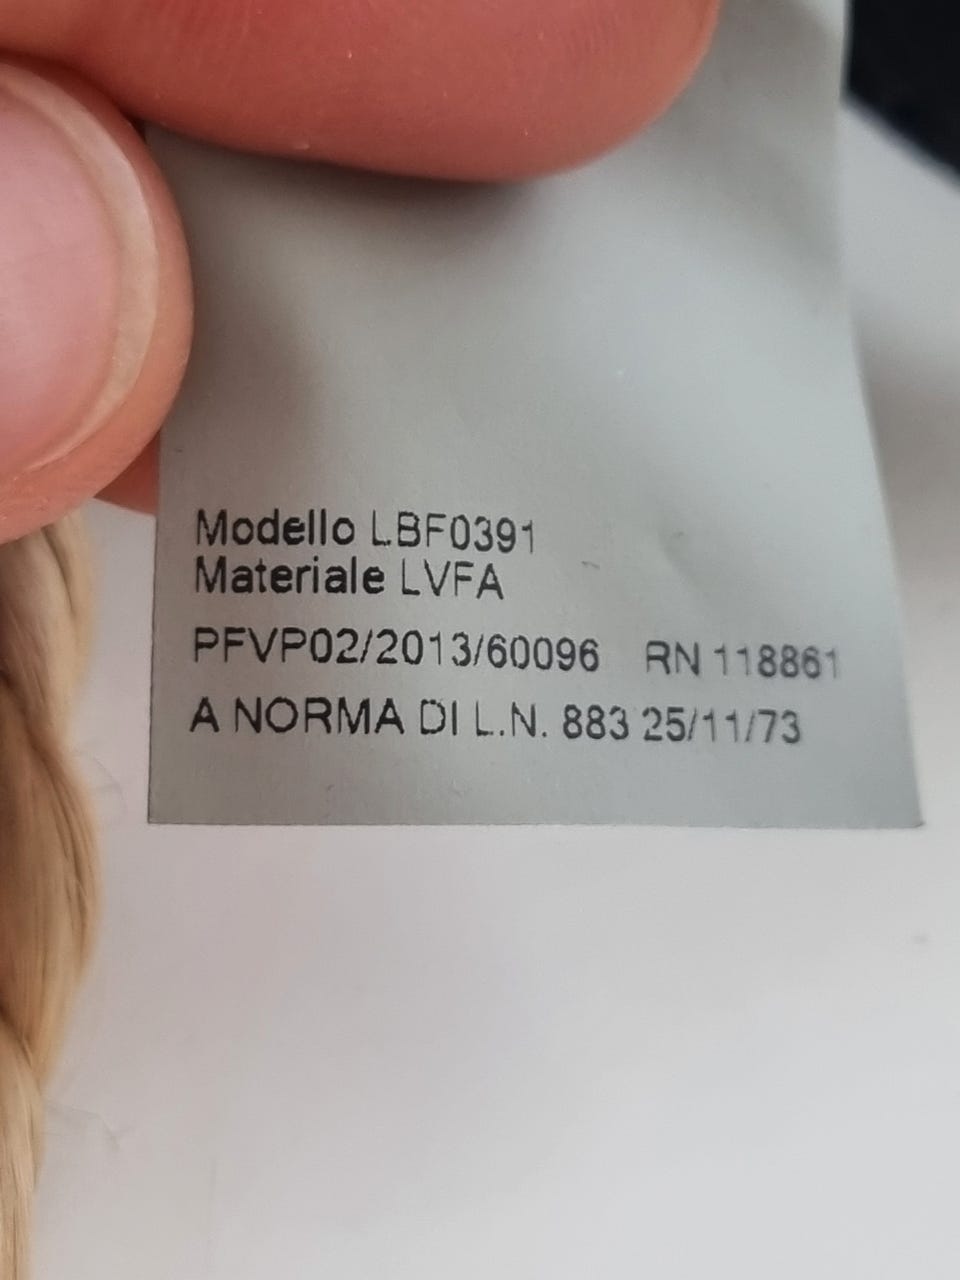 Modello LBF0391
Materiale LVFA
PFVP02/2013/60096 RN 118861
A NORMA DI L.N. 883 25/11/73